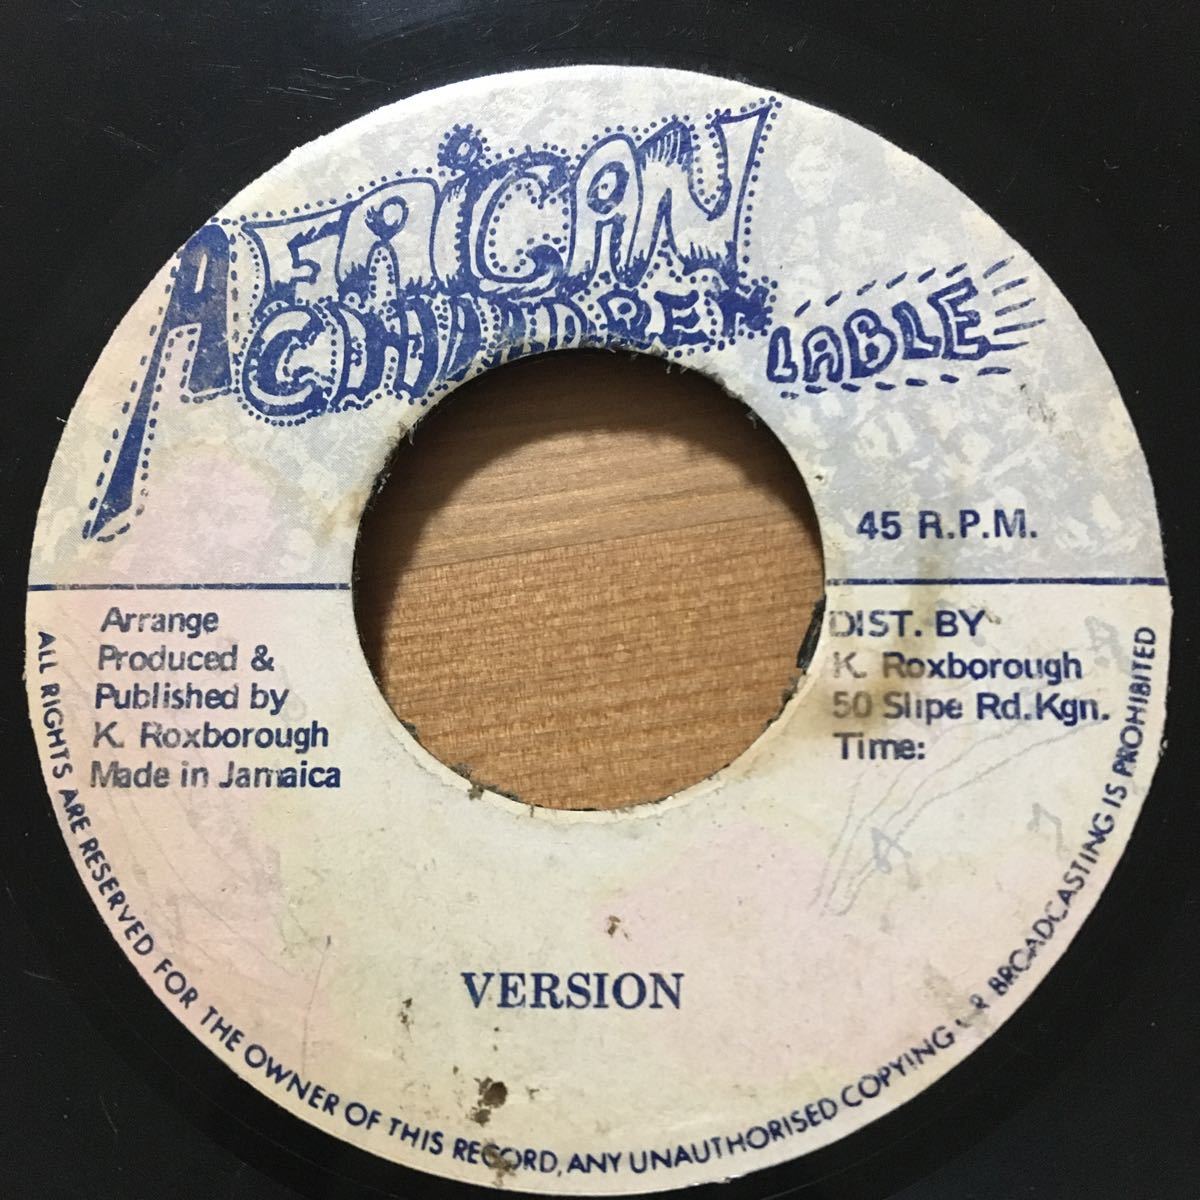 AFRICAN
CHILDREN
LABLE
45 R.P.M.
Arrange
Produced &
Published by
K. Roxborough
Made in Jamaica
DIST. BY
K. Roxborough
50 Slipe Rd. Kgn.
Time:
VERSION
ALL RIGHTS ARE RESERVED FOR THE OWNER OF THIS RECORD, ANY UNAUTHORISED COPYING OR BROADCASTING IS PROHIBITED